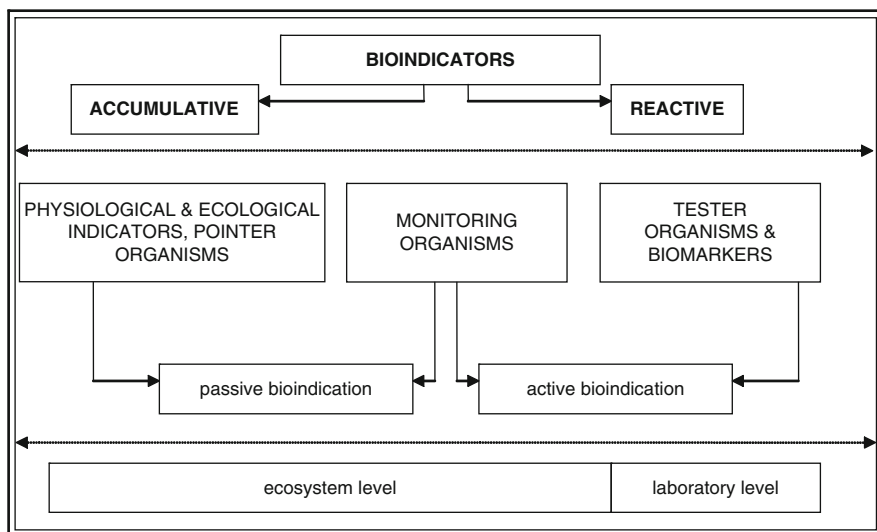 BIOINDICATORS
ACCUMULATIVE
REACTIVE
PHYSIOLOGICAL & ECOLOGICAL
INDICATORS, POINTER
ORGANISMS
MONITORING
ORGANISMS
TESTER
ORGANISMS &
BIOMARKERS
passive bioindication
active bioindication
ecosystem level
laboratory level